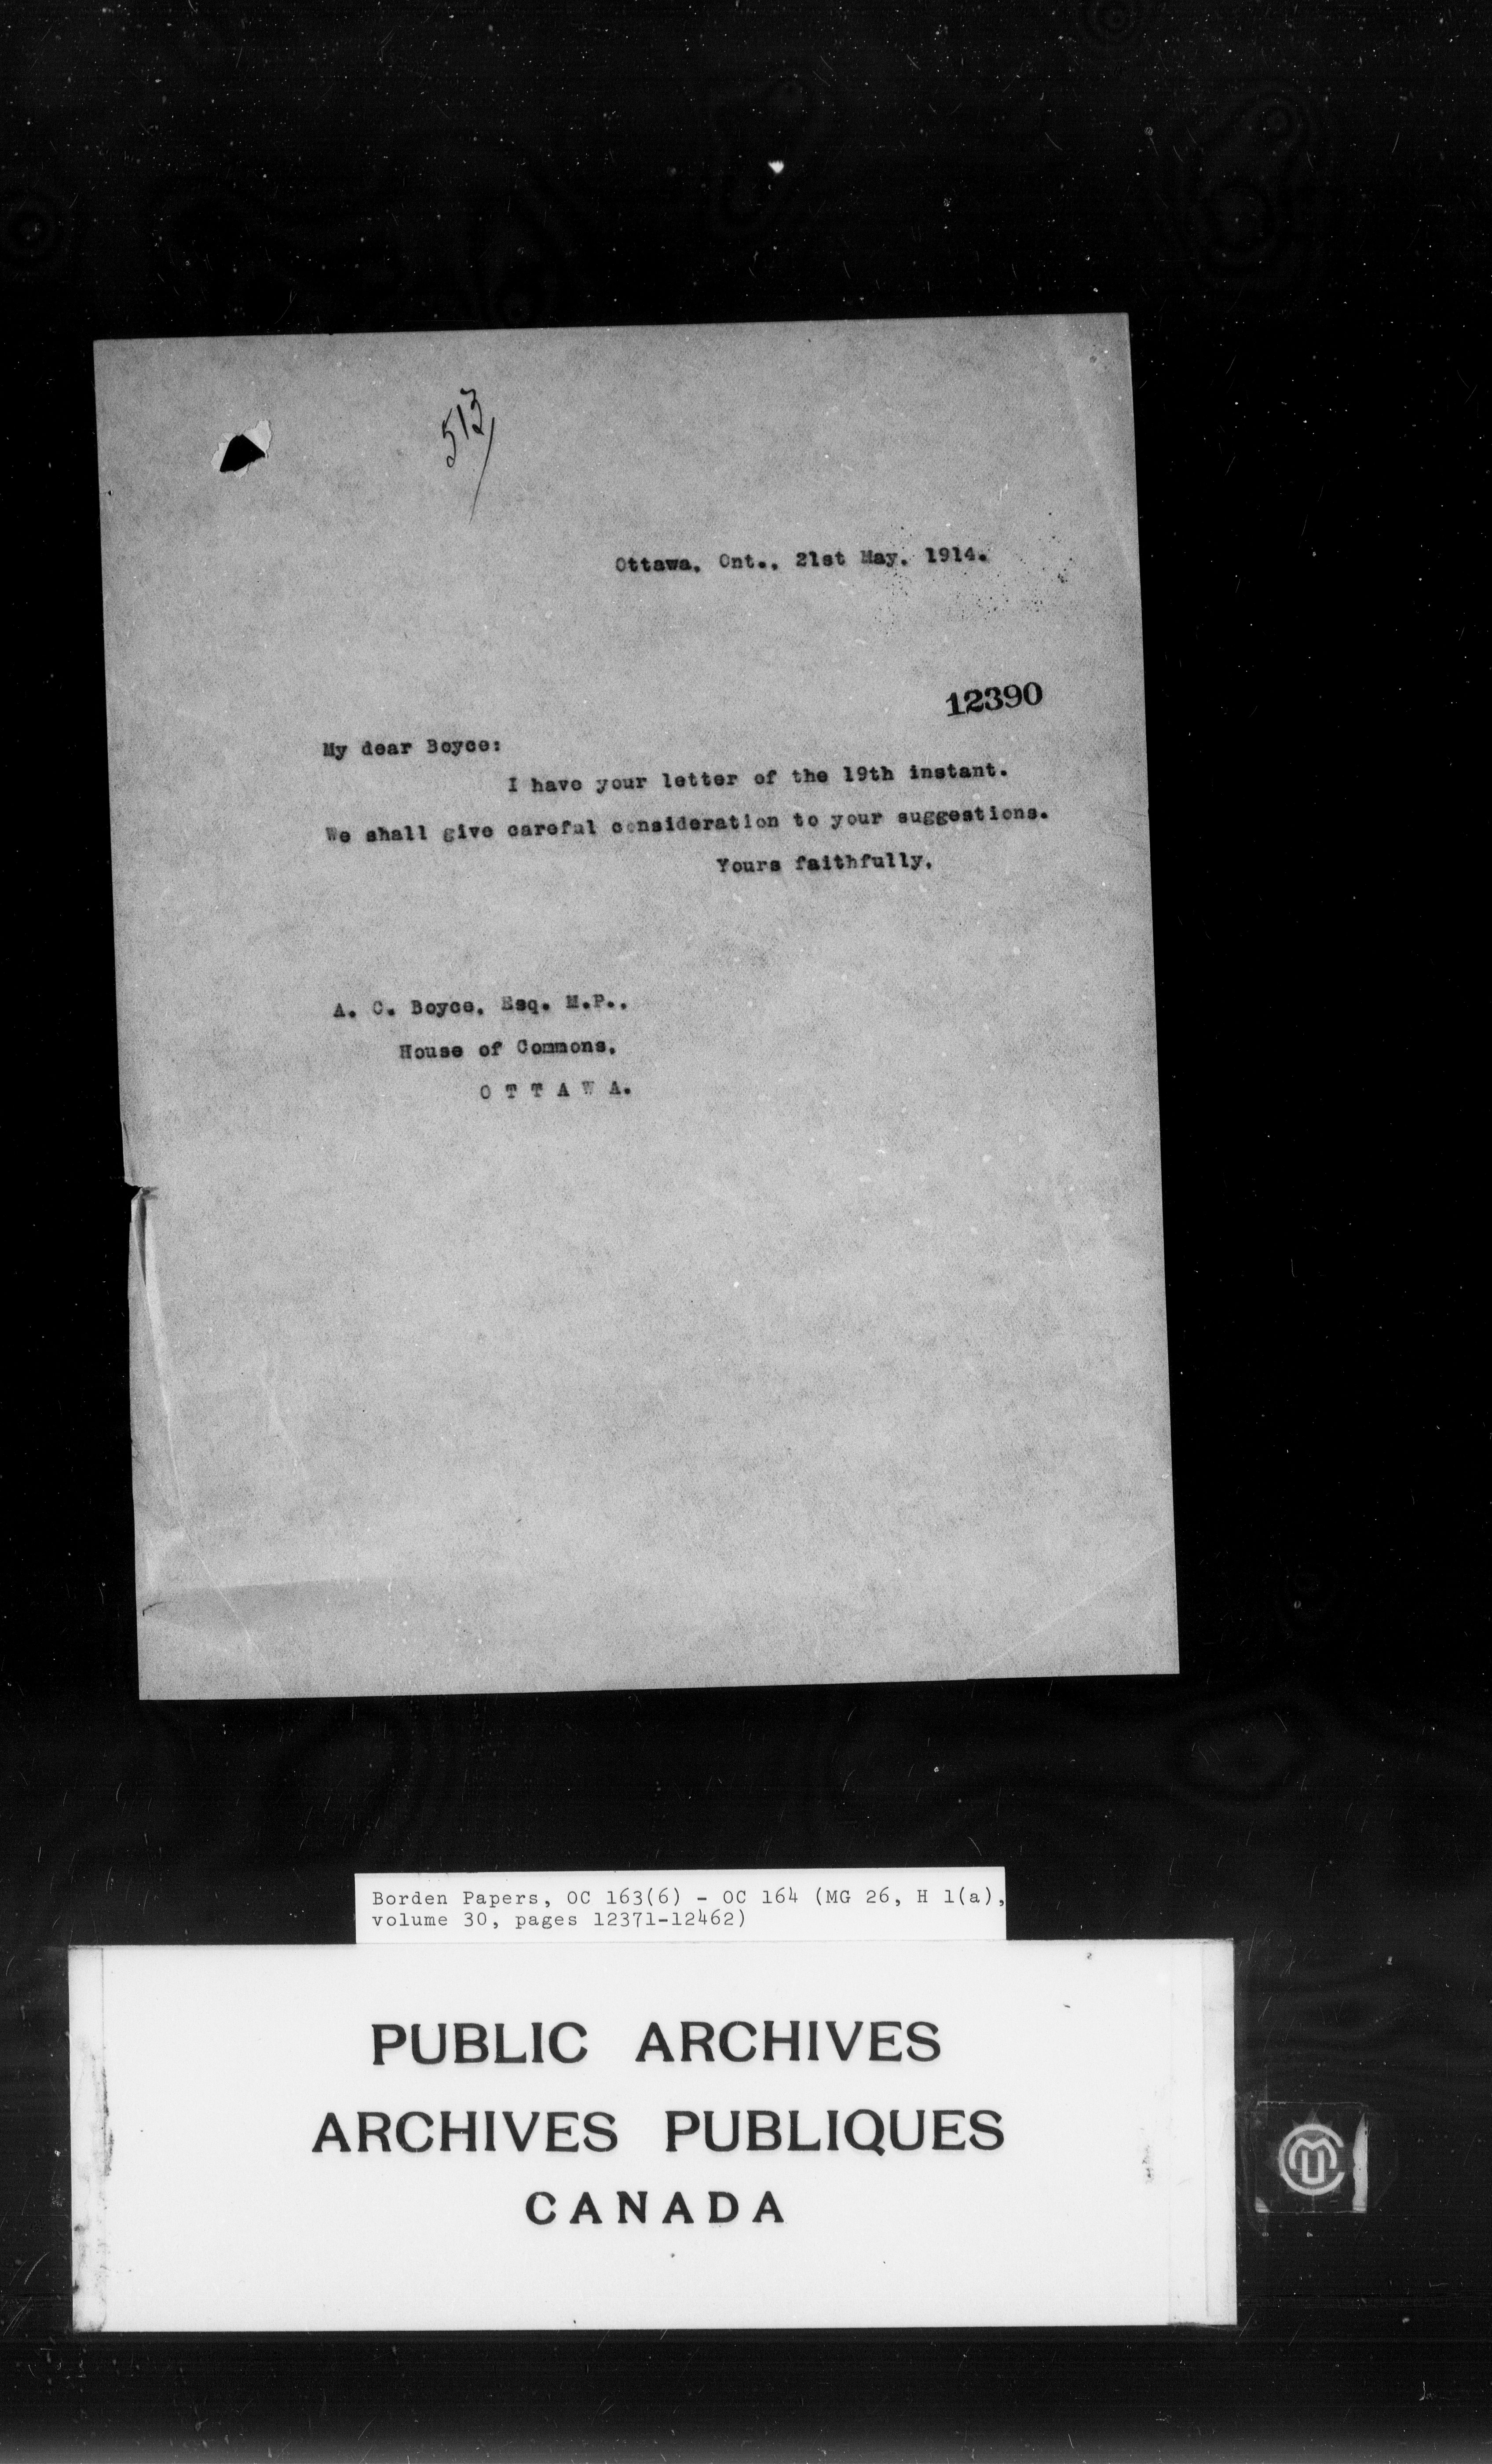 513
Ottawa, Ont., 21st May, 1914.
12390
My dear Boyce:
I have your letter of the 19th instant.
We shall give careful consideration to your suggestions.
Yours faithfully,
A. C. Boyce, Esq. M.P.,
House of Commons,
O T T A W A.
Borden Papers, OC 163(6) - OC 164 (MG 26, H 1(a),
volume 30, pages 12371-12462)
PUBLIC ARCHIVES
ARCHIVES PUBLIQUES
CANADA